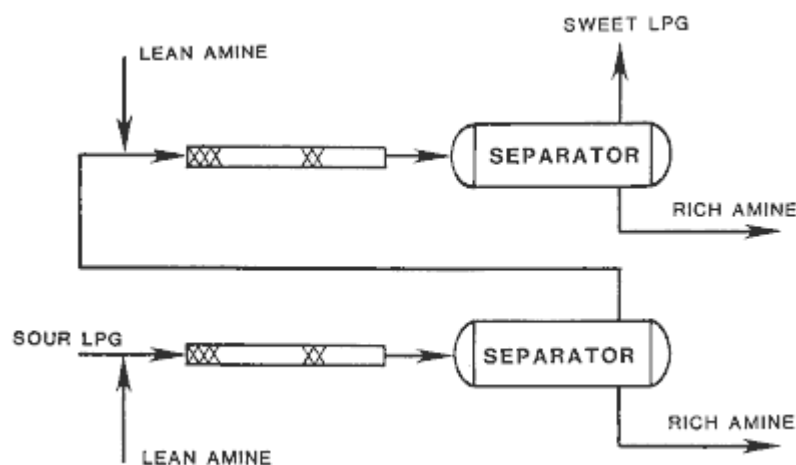 SWEET LPG
LEAN AMINE
SEPARATOR
RICH AMINE
SOUR LPG
SEPARATOR
RICH AMINE
LEAN AMINE